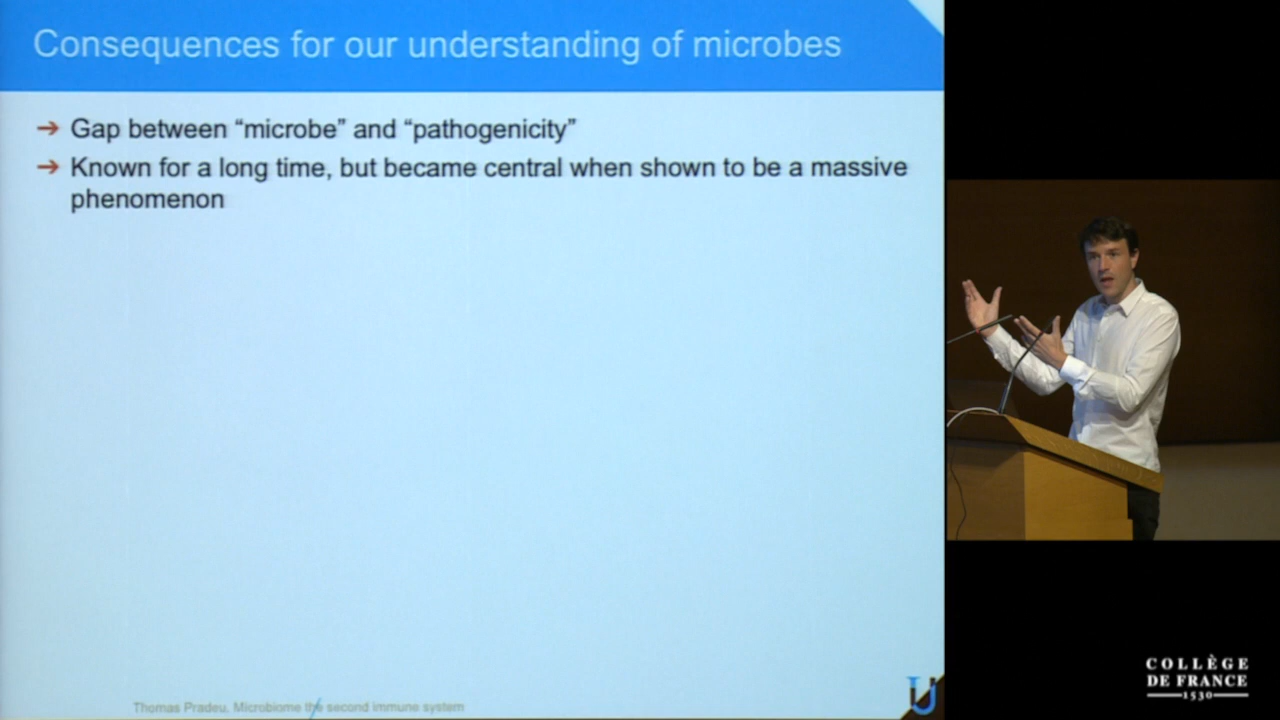 Consequences for our understanding of microbes
→ Gap between “microbe” and “pathogenicity”
→ Known for a long time, but became central when shown to be a massive
phenomenon
Thomas Pradeu, Microbiome the second immune system
U
COLLÈGE
DE FRANCE
1530